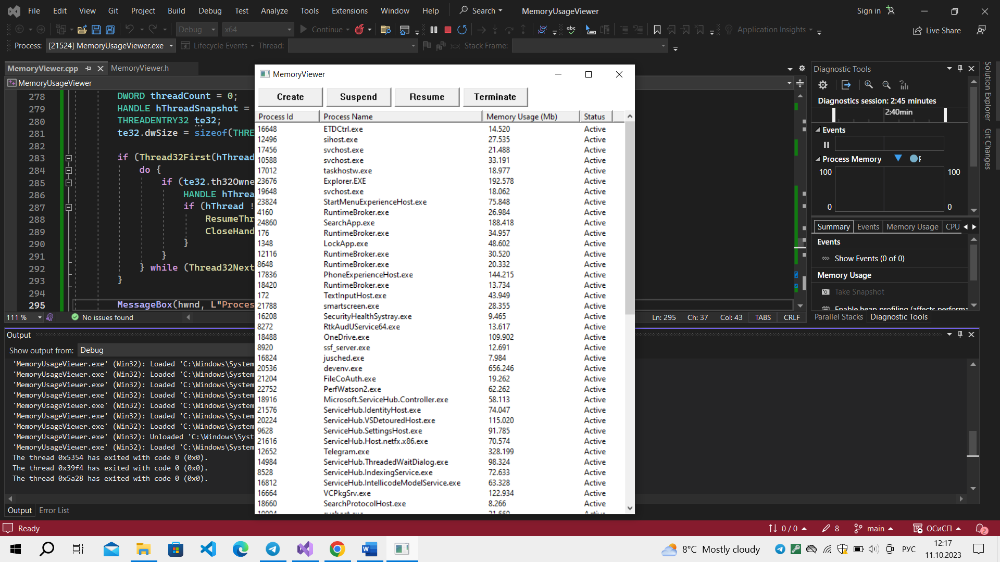 File Edit View Git Project Build Debug Test Analyze Tools Extensions Window Help Search MemoryUsageViewer Sign in
Debug x64 Continue abc Application Insights Live Share
Process: [21524] MemoryUsageViewer.exe Lifecycle Events Thread: Stack Frame:
MemoryViewer.cpp MemoryViewer.h
MemoryUsageViewer
278 DWORD threadCount = 0;
279 HANDLE hThreadSnapshot =
280 THREADENTRY32 te32;
281 te32.dwSize = sizeof(THRE
282
283 if (Thread32First(hThread
284 do {
285 if (te32.th32Owne
286 HANDLE hThrea
287 if (hThread !
288 ResumeThr
289 CloseHand
290 }
291 }
292 } while (Thread32Next
293 }
294
295 MessageBox(hwnd, L"Proces
111 % No issues found
Ln: 295 Ch: 37 Col: 43 TABS CRLF
MemoryViewer
Create Suspend Resume Terminate
Process Id Process Name Memory Usage (Mb) Status
16648 ETDCtrl.exe 14.520 Active
12496 sihost.exe 27.535 Active
17456 svchost.exe 21.488 Active
10588 svchost.exe 33.191 Active
17012 taskhostw.exe 18.977 Active
23676 Explorer.EXE 192.578 Active
19648 svchost.exe 18.062 Active
23824 StartMenuExperienceHost.exe 75.848 Active
4160 RuntimeBroker.exe 26.984 Active
24860 SearchApp.exe 188.418 Active
176 RuntimeBroker.exe 34.957 Active
1348 LockApp.exe 48.602 Active
12116 RuntimeBroker.exe 30.520 Active
8648 RuntimeBroker.exe 20.332 Active
17836 PhoneExperienceHost.exe 144.215 Active
18420 RuntimeBroker.exe 13.734 Active
172 TextInputHost.exe 43.949 Active
21788 smartscreen.exe 28.355 Active
16208 SecurityHealthSystray.exe 9.465 Active
8272 RtkAudUService64.exe 13.617 Active
18488 OneDrive.exe 109.902 Active
8920 ssf_server.exe 12.691 Active
16824 jusched.exe 7.984 Active
20536 devenv.exe 656.246 Active
21204 FileCoAuth.exe 19.262 Active
22752 PerfWatson2.exe 62.262 Active
18916 Microsoft.ServiceHub.Controller.exe 58.113 Active
21576 ServiceHub.IdentityHost.exe 74.047 Active
20224 ServiceHub.VSDetouredHost.exe 115.020 Active
9628 ServiceHub.SettingsHost.exe 91.785 Active
21616 ServiceHub.Host.netfx.x86.exe 70.574 Active
12652 Telegram.exe 328.199 Active
14984 ServiceHub.ThreadedWaitDialog.exe 98.324 Active
8528 ServiceHub.IndexingService.exe 72.633 Active
16812 ServiceHub.IntellicodeModelService.exe 63.328 Active
16664 VCPkgSrv.exe 122.934 Active
18660 SearchProtocolHost.exe 8.266 Active
Diagnostic Tools
Diagnostics session: 2:45 minutes
2:40min
Events
Process Memory
100 100
0 0
Summary Events Memory Usage CPU
Events
Show Events (0 of 0)
Memory Usage
Take Snapshot
Enable heap profiling (affects performa
Parallel Stacks Diagnostic Tools
Solution Explorer
Git Changes
Output
Show output from: Debug
'MemoryUsageViewer.exe' (Win32): Loaded 'C:\Windows\System
'MemoryUsageViewer.exe' (Win32): Loaded 'C:\Windows\System
'MemoryUsageViewer.exe' (Win32): Loaded 'C:\Windows\System
'MemoryUsageViewer.exe' (Win32): Loaded 'C:\Windows\System
'MemoryUsageViewer.exe' (Win32): Loaded 'C:\Windows\System
'MemoryUsageViewer.exe' (Win32): Loaded 'C:\Windows\System
'MemoryUsageViewer.exe' (Win32): Loaded 'C:\Windows\System
'MemoryUsageViewer.exe' (Win32): Unloaded 'C:\Windows\Syst
'MemoryUsageViewer.exe' (Win32): Loaded 'C:\Windows\System
The thread 0x5354 has exited with code 0 (0x0).
The thread 0x39f4 has exited with code 0 (0x0).
The thread 0x5a28 has exited with code 0 (0x0).
Output Error List
Ready 0 / 0 8 main ОСиСП 2
8°C Mostly cloudy РУС 12:17
11.10.2023